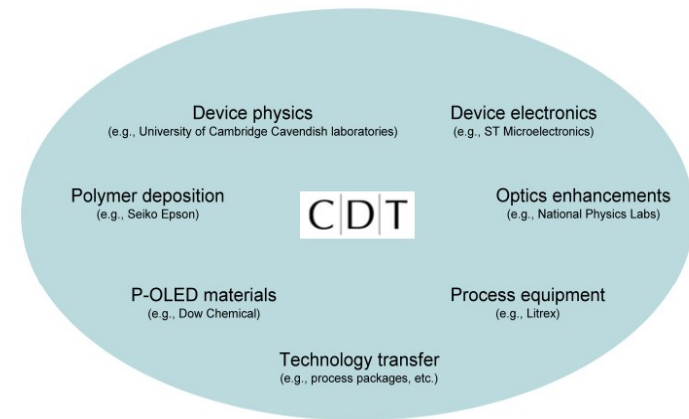 Device physics
(e.g., University of Cambridge Cavendish laboratories)
Device electronics
(e.g., ST Microelectronics)
Polymer deposition
(e.g., Seiko Epson)
CDT
Optics enhancements
(e.g., National Physics Labs)
P-OLED materials
(e.g., Dow Chemical)
Process equipment
(e.g., Litrex)
Technology transfer
(e.g., process packages, etc.)